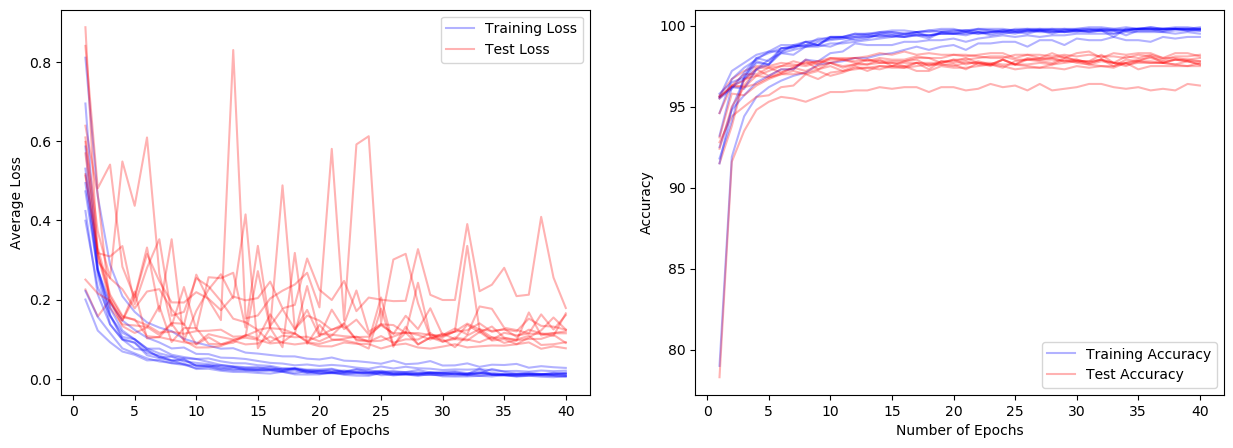 Training Loss
Test Loss
Average Loss
0.8
0.6
0.4
0.2
0.0
0 5 10 15 20 25 30 35 40
Number of Epochs
Accuracy
100
95
90
85
80
Training Accuracy
Test Accuracy
0 5 10 15 20 25 30 35 40
Number of Epochs